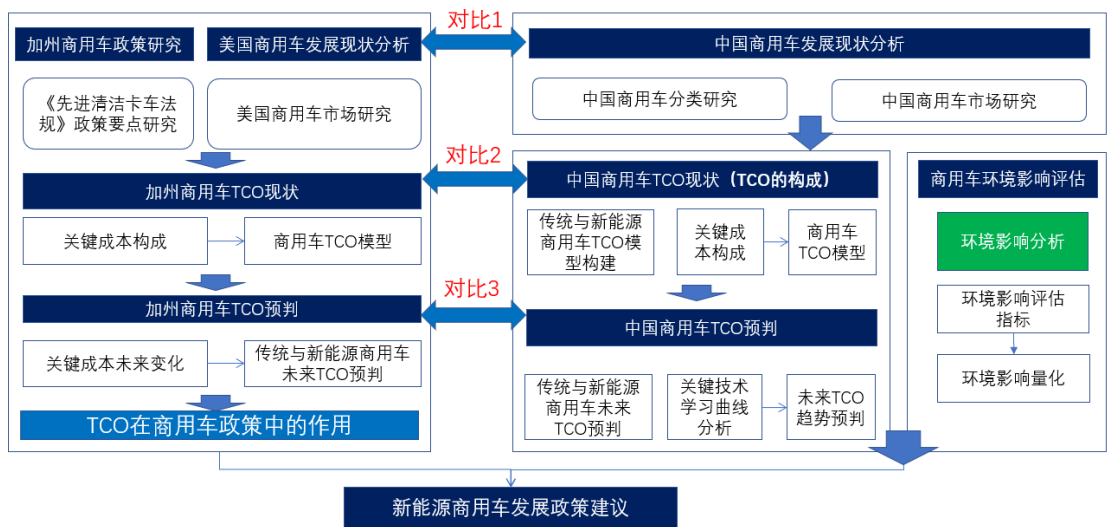 加州商用车政策研究
美国商用车发展现状分析
对比1
中国商用车发展现状分析
《先进清洁卡车法
规》政策要点研究
美国商用车市场研究
中国商用车分类研究
中国商用车市场研究
加州商用车TCO现状
对比2
中国商用车TCO现状（TCO的构成）
商用车环境影响评估
关键成本构成
商用车TCO模型
传统与新能源
商用车TCO模
型构建
关键成
本构成
商用车
TCO模型
环境影响分析
加州商用车TCO预判
对比3
中国商用车TCO预判
环境影响评估
指标
关键成本未来变化
传统与新能源商用车
未来TCO预判
传统与新能源
商用车未来
TCO预判
关键技术
学习曲线
分析
未来TCO
趋势预判
环境影响量化
TCO在商用车政策中的作用
新能源商用车发展政策建议